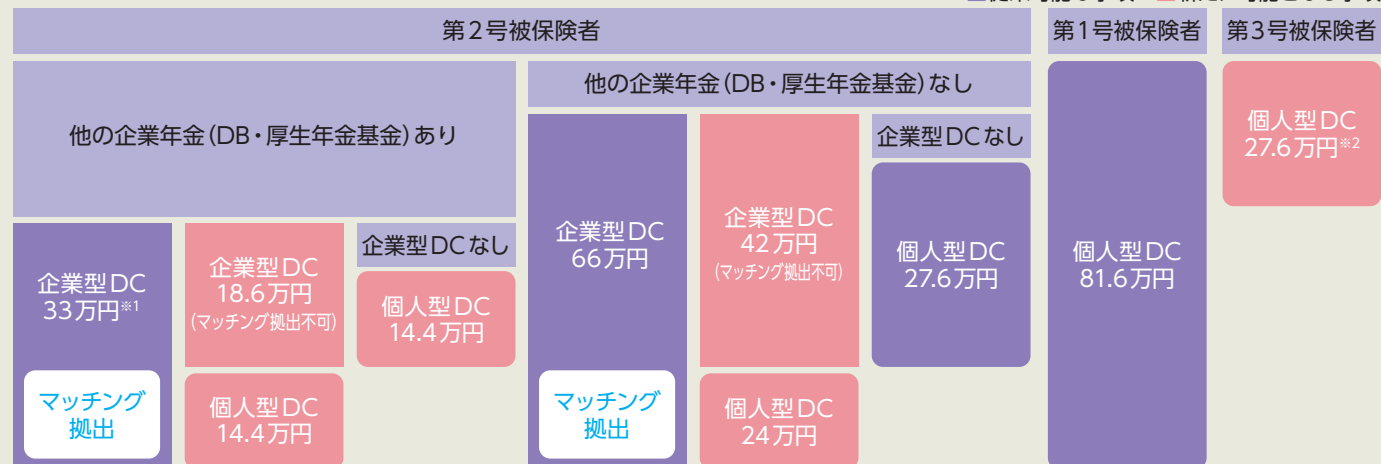 第2号被保険者
第1号被保険者
第3号被保険者
他の企業年金(DB・厚生年金基金)あり
他の企業年金(DB・厚生年金基金)なし
企業型DC
33万円※1
マッチング
拠出
企業型DC
18.6万円
(マッチング拠出不可)
個人型DC
14.4万円
企業型DCなし
個人型DC
14.4万円
企業型DC
66万円
マッチング
拠出
企業型DC
42万円
(マッチング拠出不可)
個人型DC
24万円
企業型DCなし
個人型DC
27.6万円
個人型DC
81.6万円
個人型DC
27.6万円※2